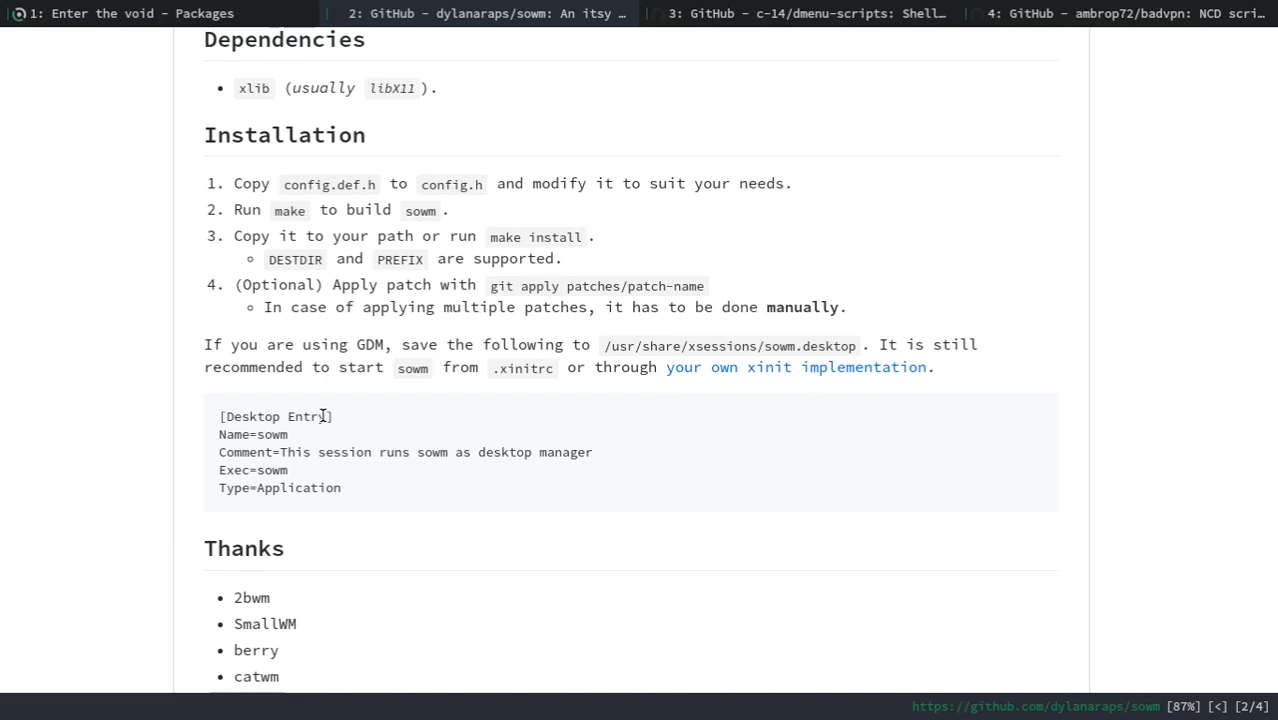 1: Enter the void - Packages
2: GitHub - dylanaraps/sowm: An itsy …
3: GitHub - c-14/dmenu-scripts: Shell…
4: GitHub - ambrop72/badvpn: NCD scri…
Dependencies
• xlib (usually libX11 ).
Installation
1. Copy config.def.h to config.h and modify it to suit your needs.
2. Run make to build sowm .
3. Copy it to your path or run make install .
◦ DESTDIR and PREFIX are supported.
4. (Optional) Apply patch with git apply patches/patch-name
◦ In case of applying multiple patches, it has to be done manually.
If you are using GDM, save the following to /usr/share/xsessions/sowm.desktop . It is still
recommended to start sowm from .xinitrc or through your own xinit implementation.
[Desktop Entry]
Name=sowm
Comment=This session runs sowm as desktop manager
Exec=sowm
Type=Application
Thanks
• 2bwm
• SmallWM
• berry
• catwm
https://github.com/dylanaraps/sowm [87%] [<] [2/4]